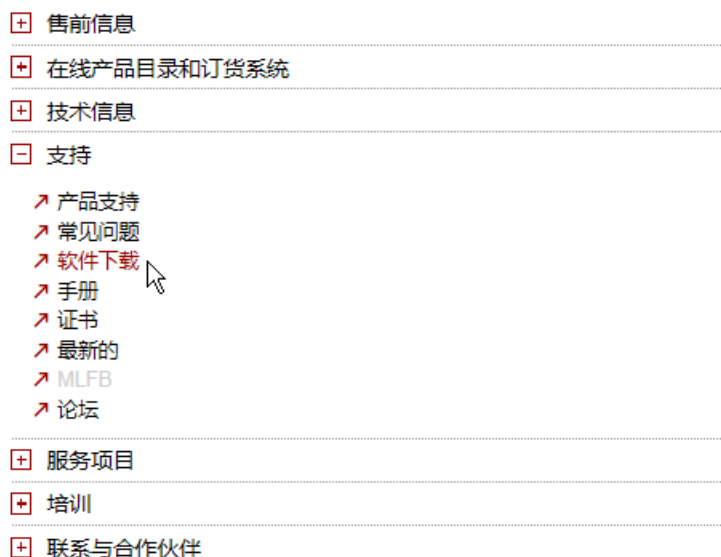 售前信息
在线产品目录和订货系统
技术信息
支持
产品支持
常见问题
软件下载
手册
证书
最新的
MLFB
论坛
服务项目
培训
联系与合作伙伴